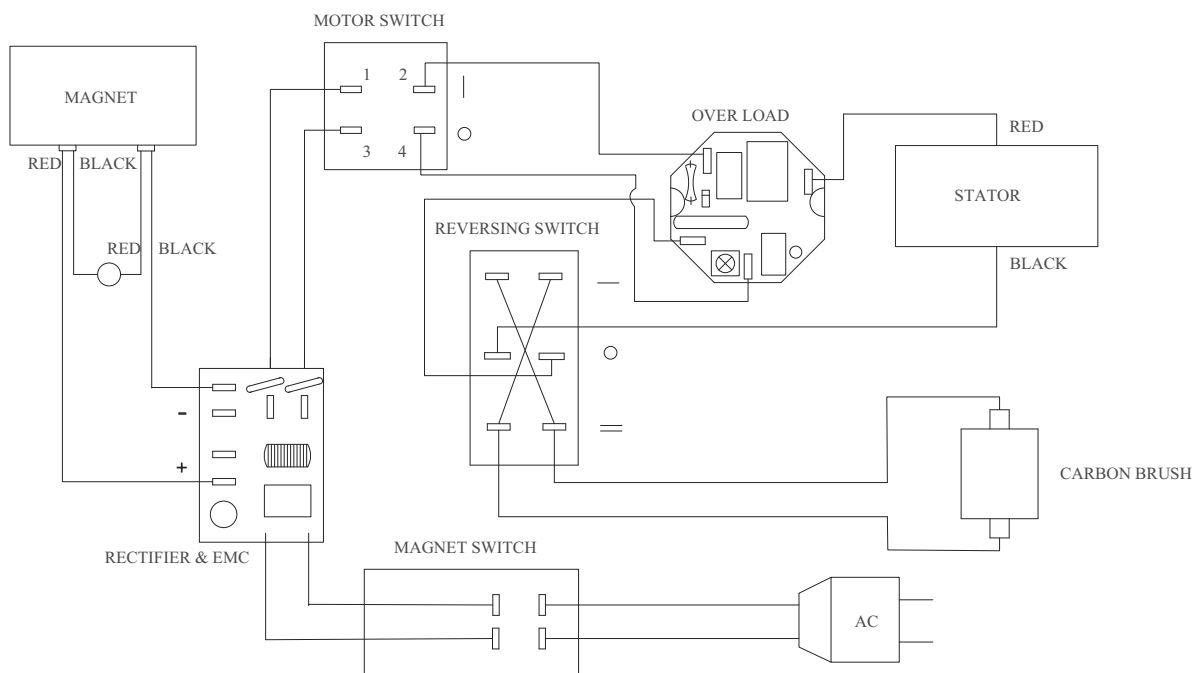 MOTOR SWITCH
1 2
3 4
MAGNET
RED BLACK
RED BLACK
OVER LOAD
RED
STATOR
BLACK
REVERSING SWITCH
-
+
RECTIFIER & EMC
CARBON BRUSH
MAGNET SWITCH
AC